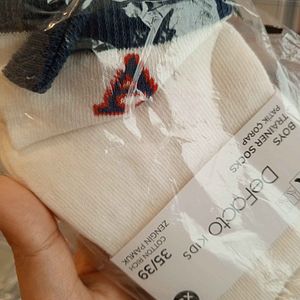 A
BOYS
TRAINER SOCKS
PATİK ÇORAP
DeFacto KIDS
35/39
COTTON RICH
ZENGİN PAMUK